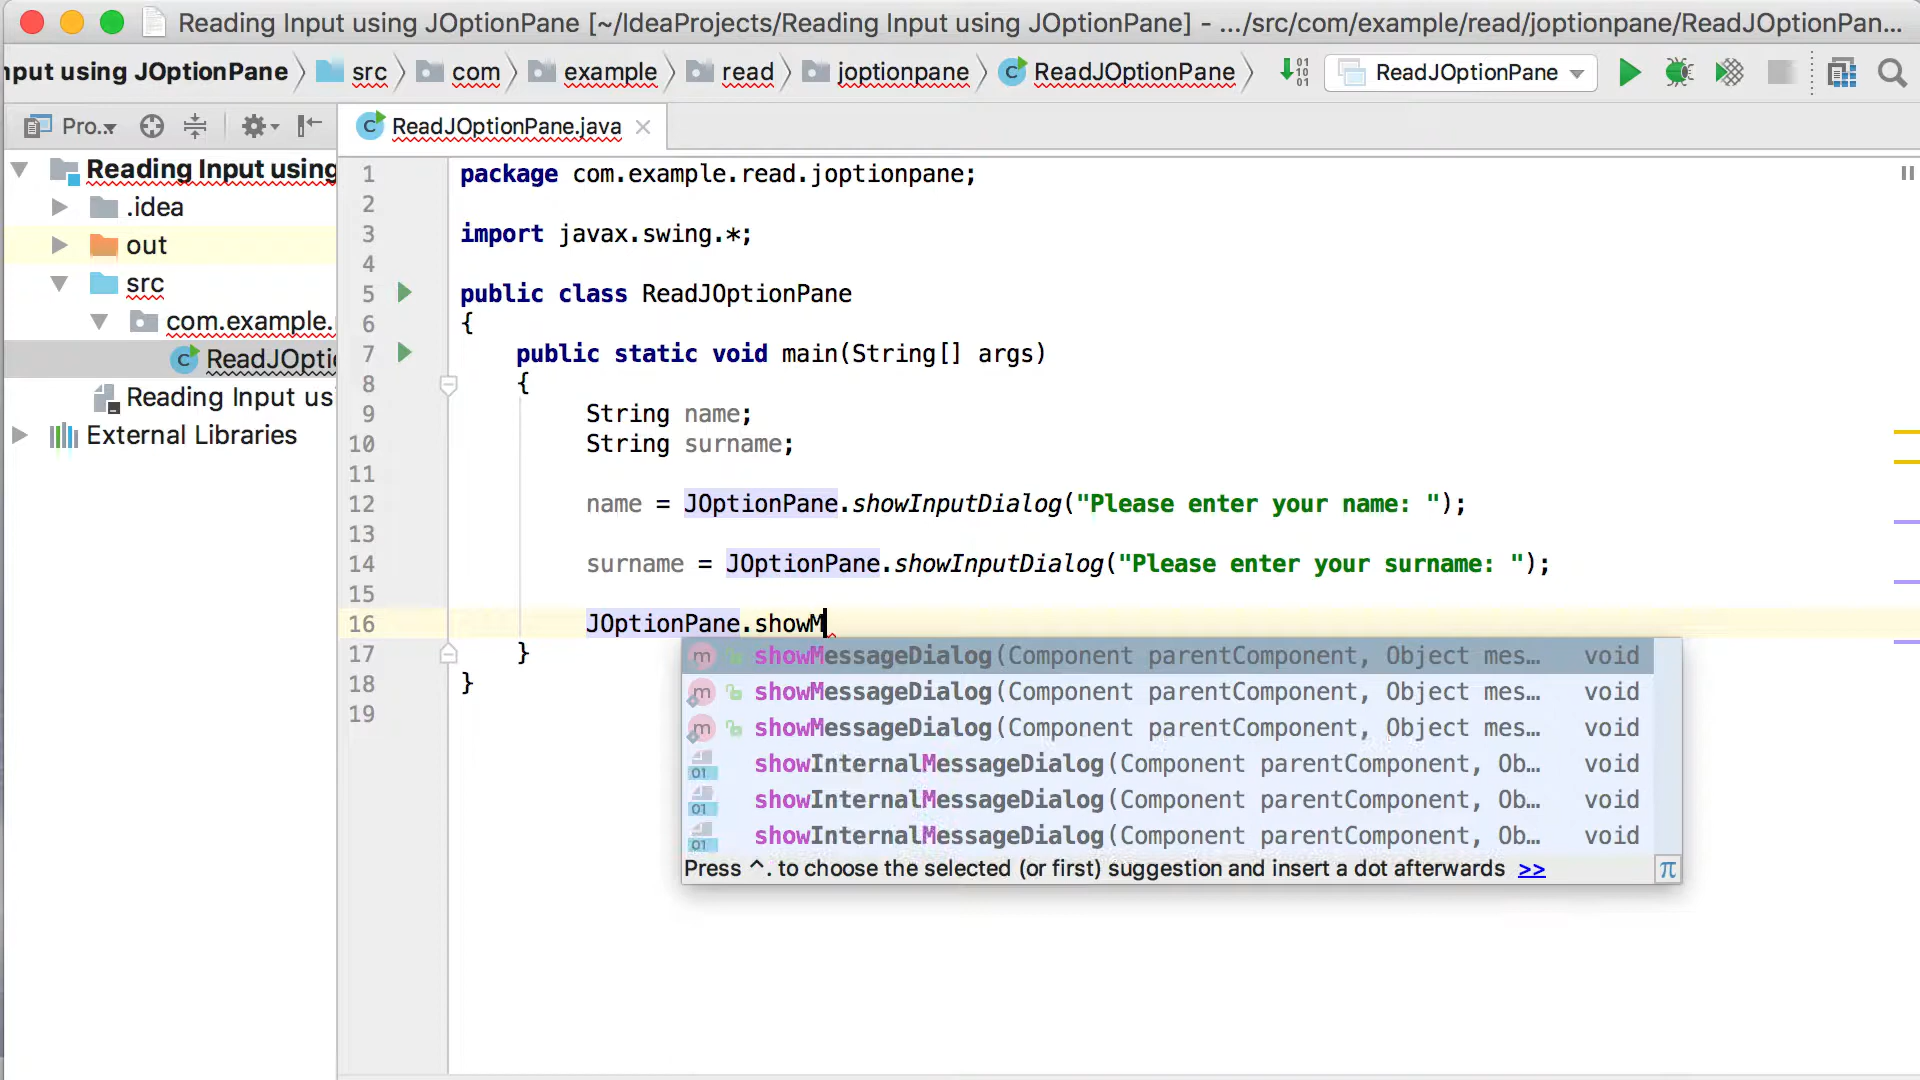 Reading Input using JOptionPane [~/IdeaProjects/Reading Input using JOptionPane] - .../src/com/example/read/joptionpane/ReadJOptionPan...
nput using JOptionPane src com example read joptionpane ReadJOptionPane ReadJOptionPane
Pro.. ReadJOptionPane.java
Reading Input using
.idea
out
src
com.example.
ReadJOptio
Reading Input us
External Libraries
1 package com.example.read.joptionpane;
2
3 import javax.swing.*;
4
5 public class ReadJOptionPane
6 {
7 public static void main(String[] args)
8 {
9 String name;
10 String surname;
11
12 name = JOptionPane.showInputDialog("Please enter your name: ");
13
14 surname = JOptionPane.showInputDialog("Please enter your surname: ");
15
16 JOptionPane.showM
17 }
18 }
19
showMessageDialog(Component parentComponent, Object mes… void
showMessageDialog(Component parentComponent, Object mes… void
showMessageDialog(Component parentComponent, Object mes… void
showInternalMessageDialog(Component parentComponent, Ob… void
showInternalMessageDialog(Component parentComponent, Ob… void
showInternalMessageDialog(Component parentComponent, Ob… void
Press ^. to choose the selected (or first) suggestion and insert a dot afterwards >> π